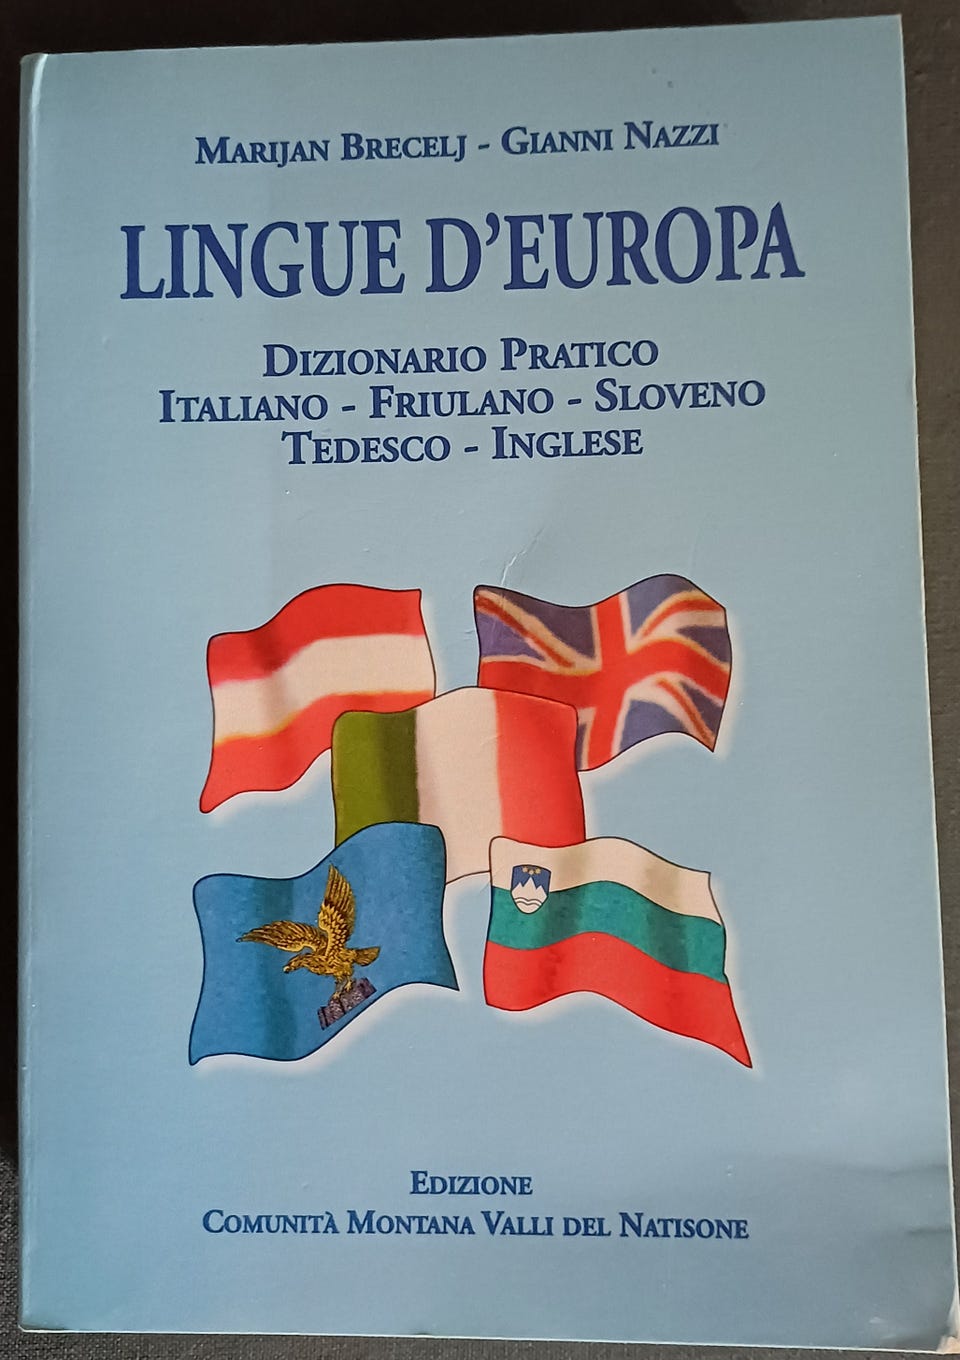 Marijan Brecelj - Gianni Nazzi
LINGUE D'EUROPA
Dizionario Pratico
Italiano - Friulano - Sloveno
Tedesco - Inglese
Edizione
Comunità Montana Valli del Natisone